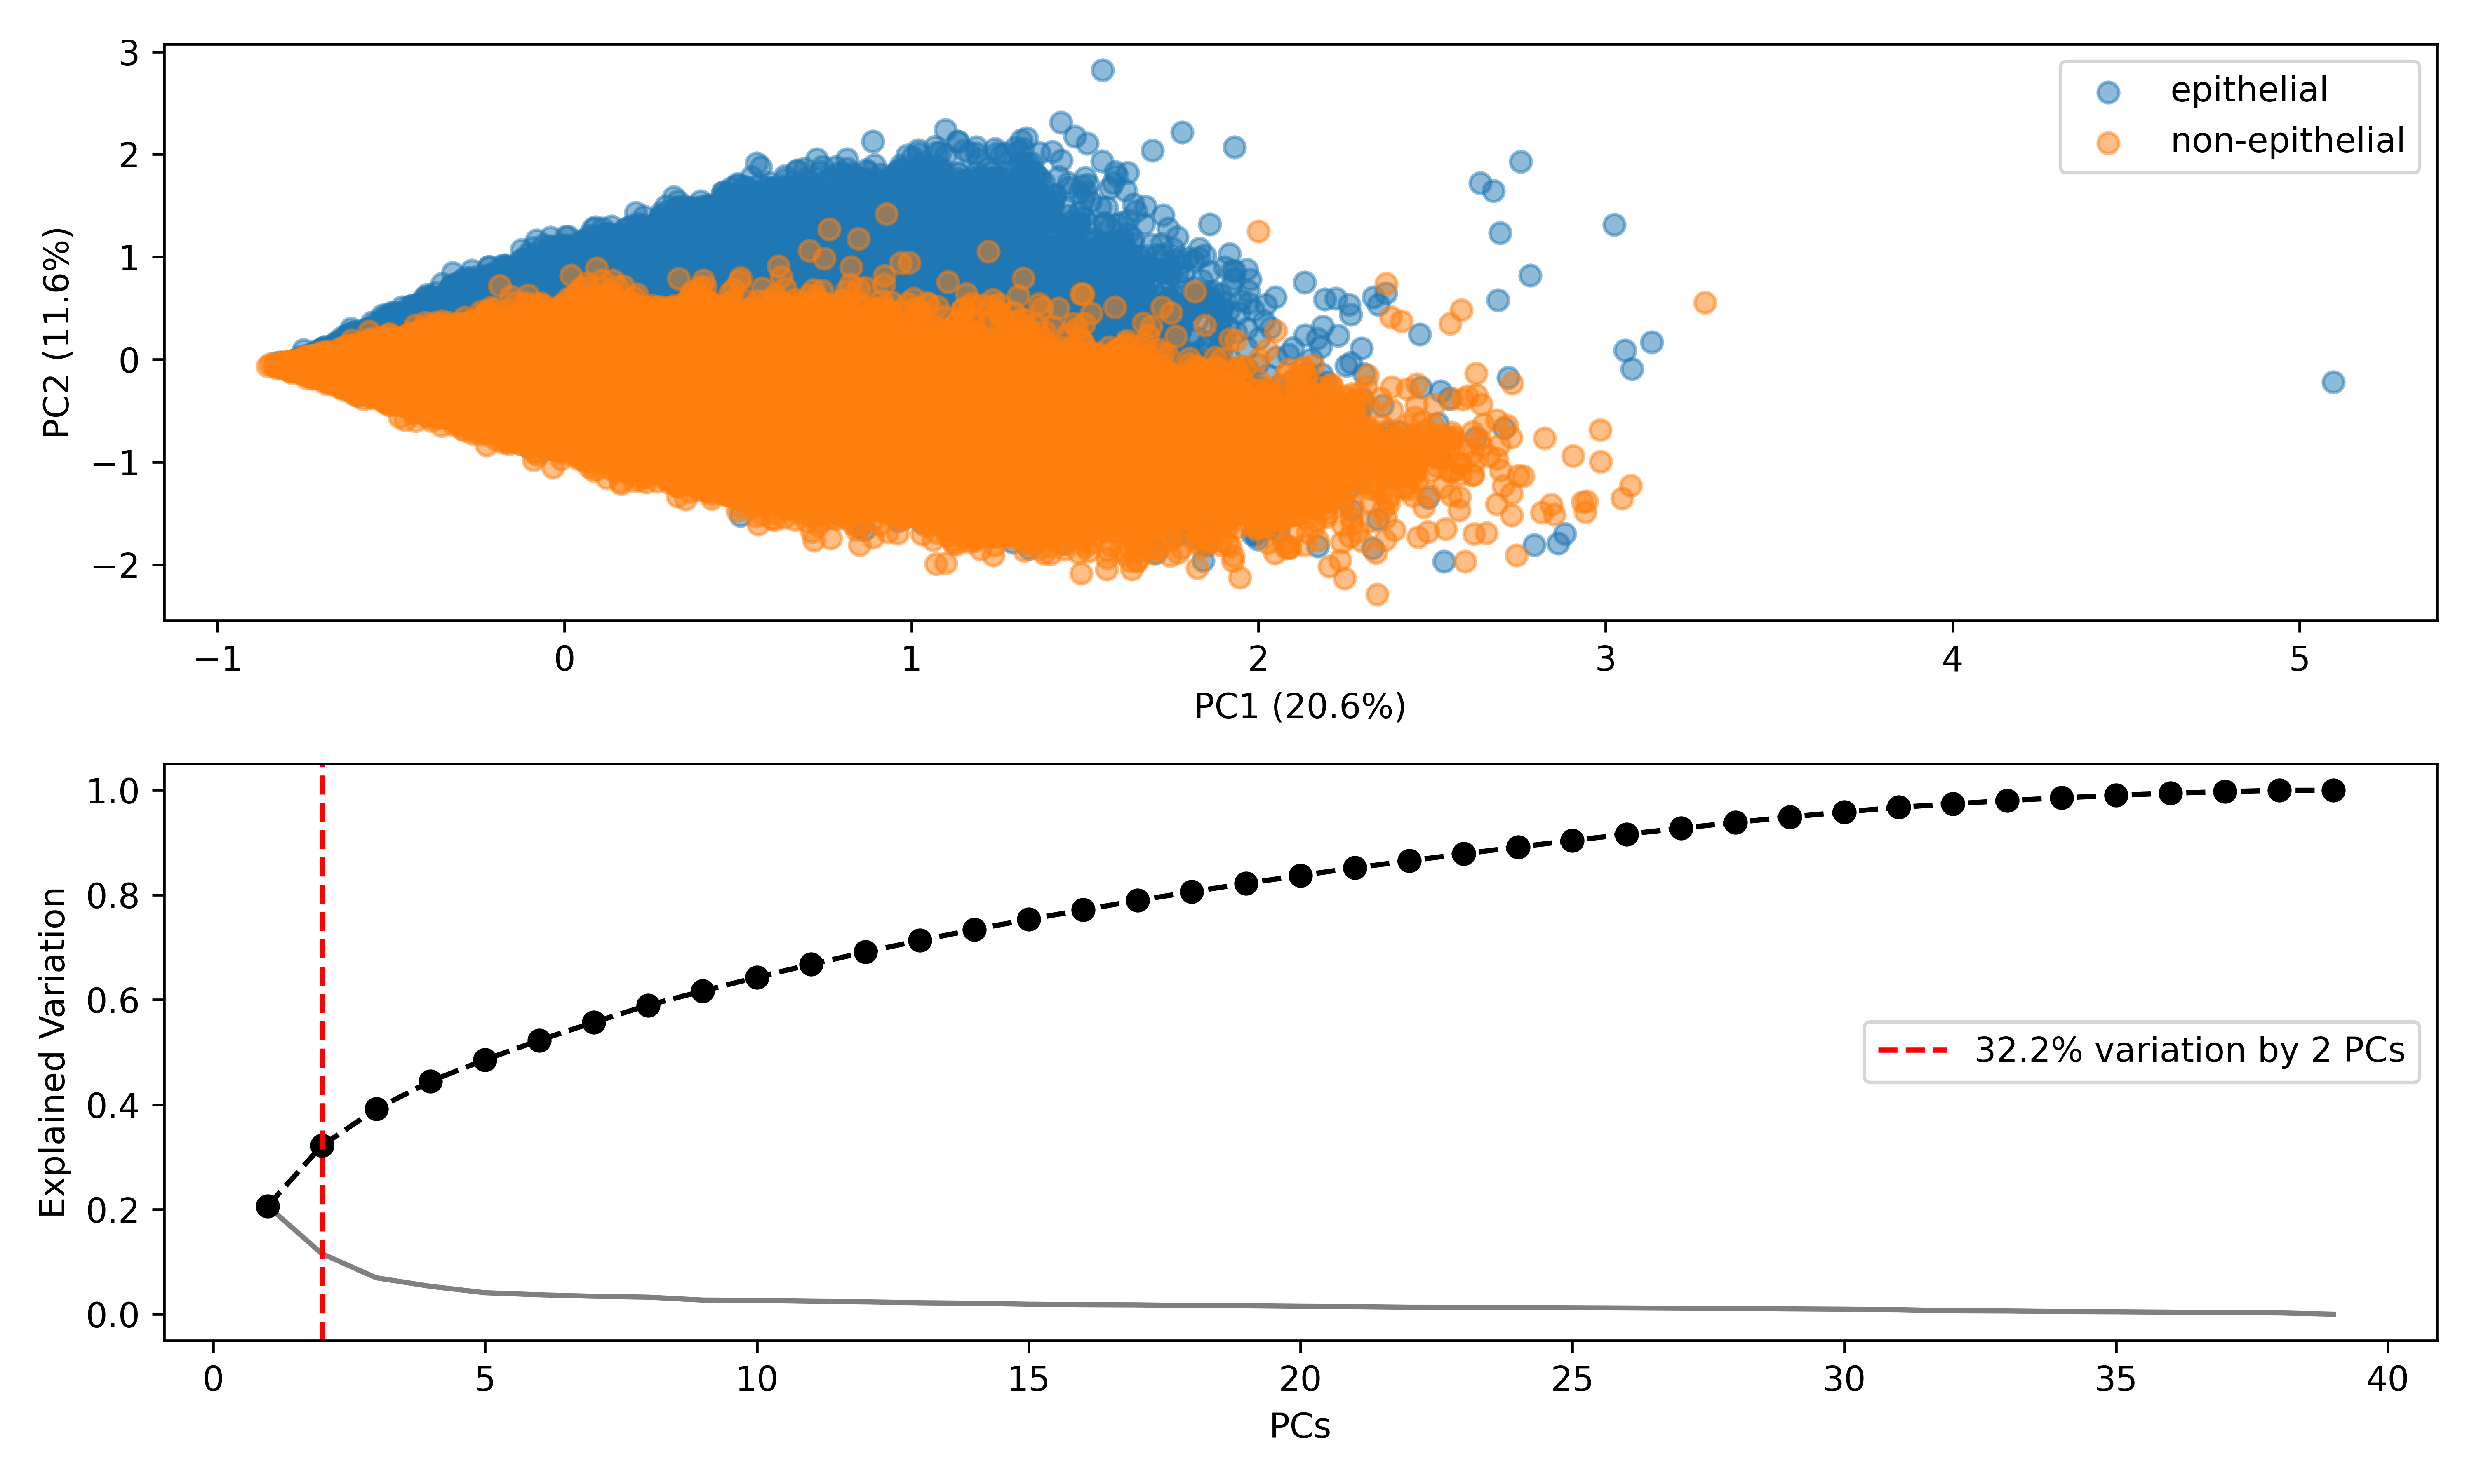 3
2
1
0
−1
−2
PC2 (11.6%)
epithelial
non-epithelial
−1 0 1 2 3 4 5
PC1 (20.6%)
1.0
0.8
0.6
0.4
0.2
0.0
Explained Variation
32.2% variation by 2 PCs
0 5 10 15 20 25 30 35 40
PCs